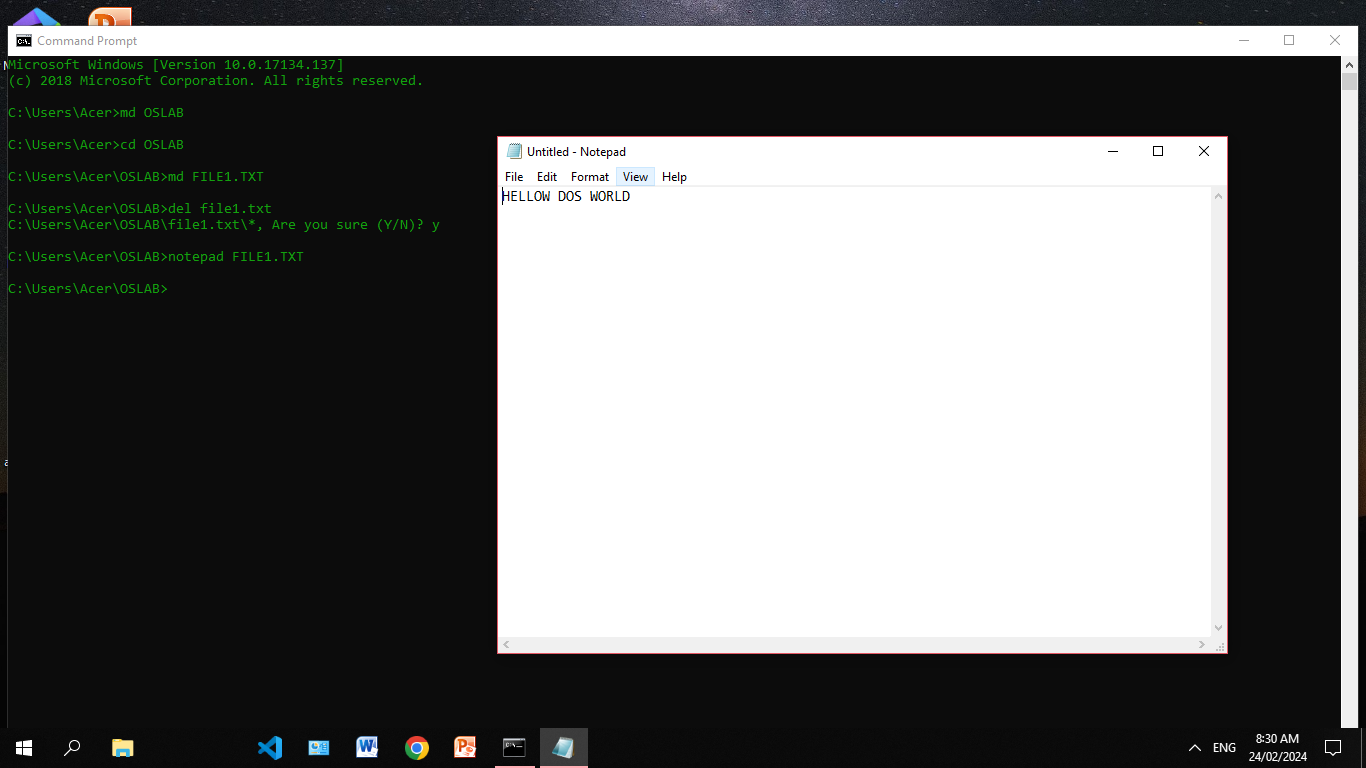 Command Prompt
Microsoft Windows [Version 10.0.17134.137]
(c) 2018 Microsoft Corporation. All rights reserved.
C:\Users\Acer>md OSLAB
C:\Users\Acer>cd OSLAB
C:\Users\Acer\OSLAB>md FILE1.TXT
C:\Users\Acer\OSLAB>del file1.txt
C:\Users\Acer\OSLAB\file1.txt\*, Are you sure (Y/N)? y
C:\Users\Acer\OSLAB>notepad FILE1.TXT
C:\Users\Acer\OSLAB>
Untitled - Notepad
File Edit Format View Help
HELLOW DOS WORLD
ENG
8:30 AM
24/02/2024